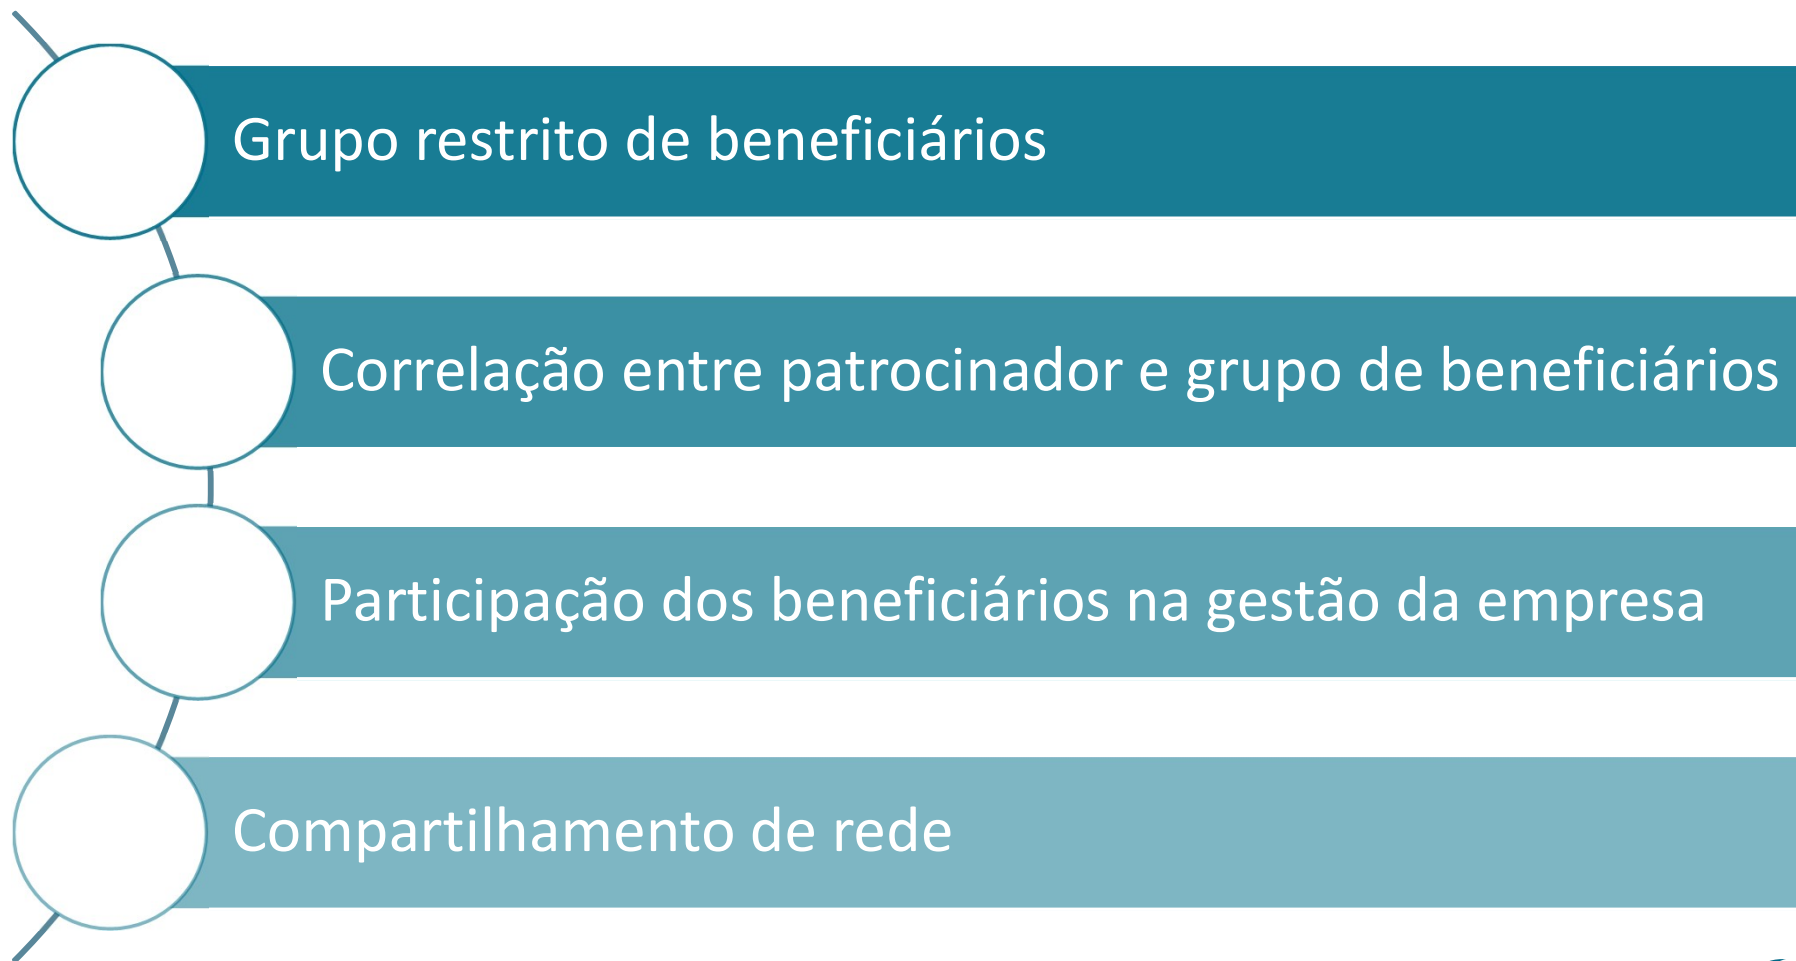 Grupo restrito de beneficiários
Correlação entre patrocinador e grupo de beneficiários
Participação dos beneficiários na gestão da empresa
Compartilhamento de rede